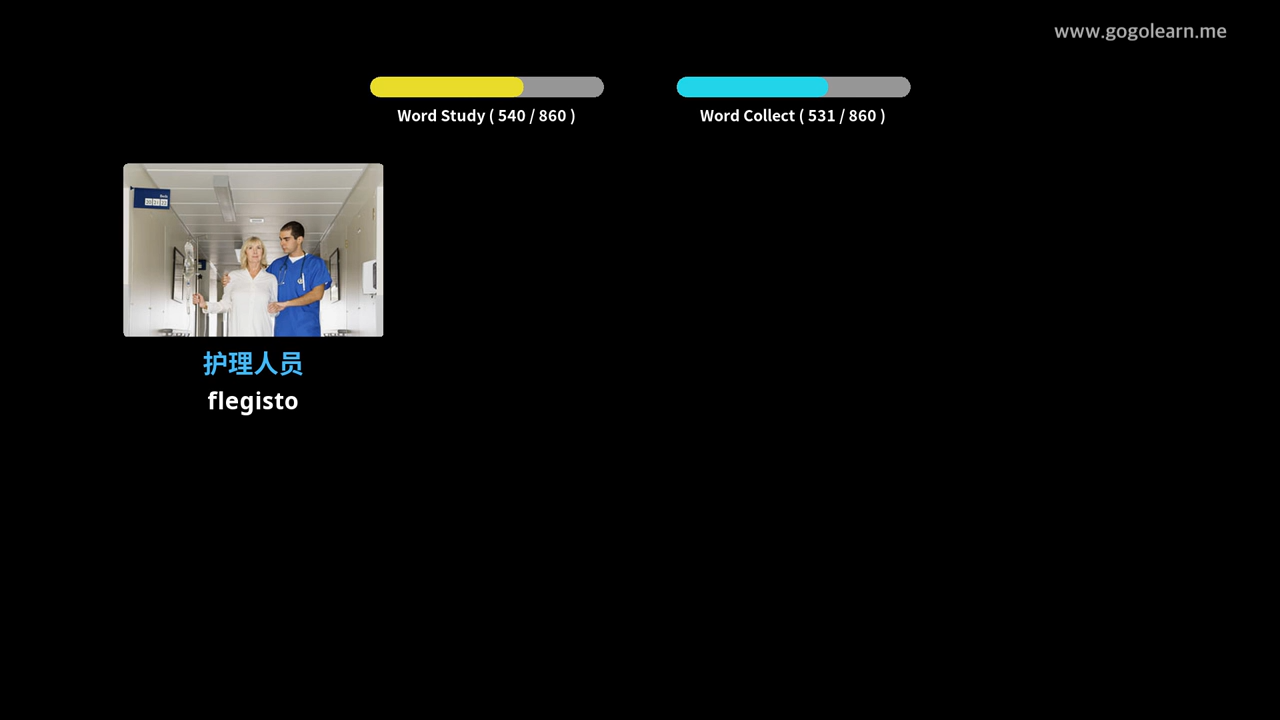 www.gogolearn.me
Word Study ( 540 / 860 )
Word Collect ( 531 / 860 )
护理人员
flegisto